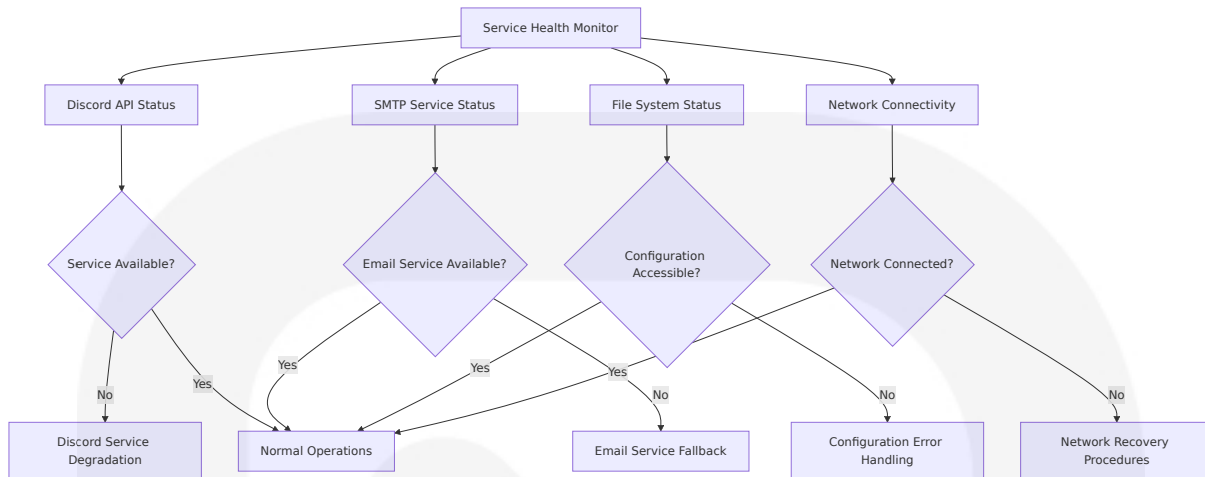 Service Health Monitor
Discord API Status
SMTP Service Status
File System Status
Network Connectivity
Service Available?
Email Service Available?
Configuration
Accessible?
Network Connected?
Yes
Yes
Yes
Yes
No
No
No
No
Discord Service
Degradation
Normal Operations
Email Service Fallback
Configuration Error
Handling
Network Recovery
Procedures